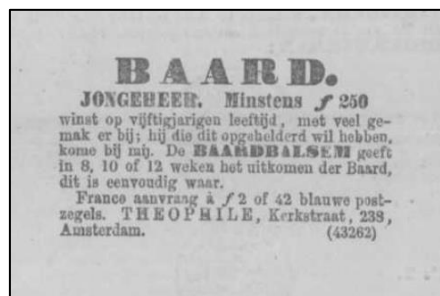 BAARD.
JONGEHEER. Minstens ƒ 250
winst op vijftigjarigen leeftijd, met veel ge-
mak er bij; hij die dit opgehelderd wil hebben,
kome bij mij. De BAARDBALSEM geeft
in 8, 10 of 12 weken het uitkomen der Baard,
dit is eenvoudig waar.
Franco aanvraag à ƒ 2 of 42 blauwe post-
zegels. THEOPHILE, Kerkstraat, 238,
Amsterdam. (43262)